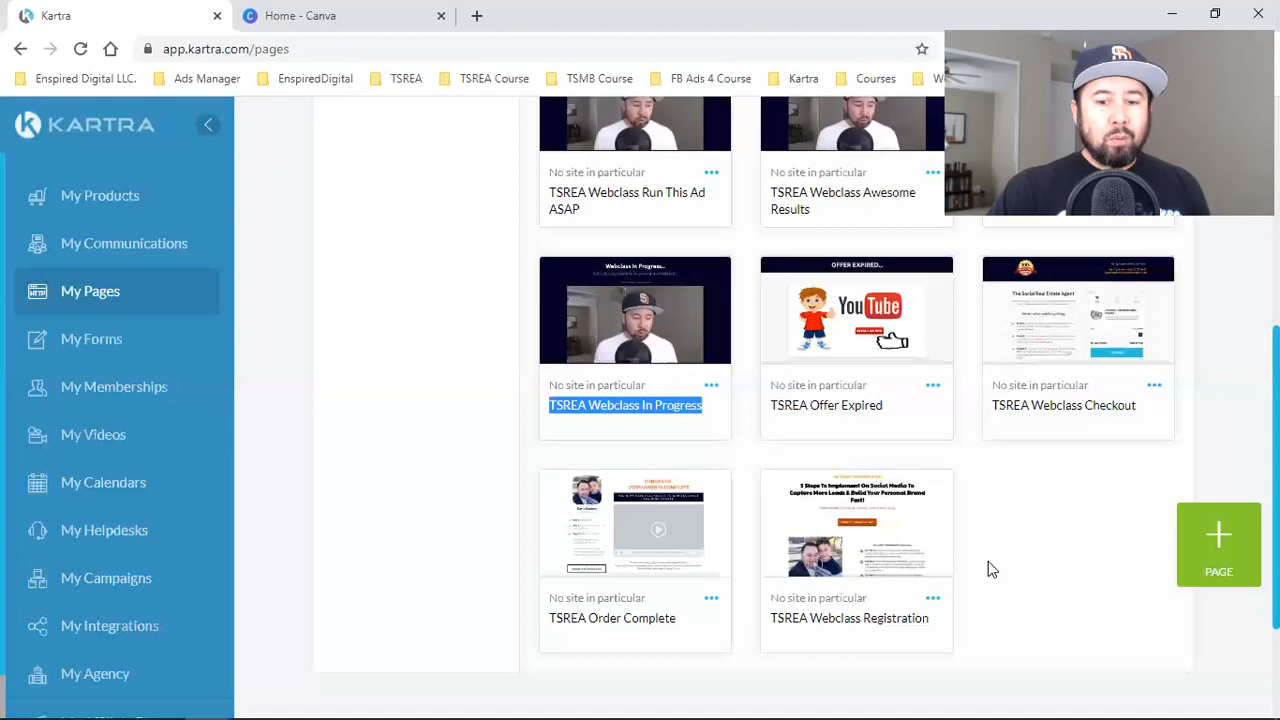 Kartra
Home - Canva
app.kartra.com/pages
Enspired Digital LLC.
Ads Manager
EnspiredDigital
TSREA
TSREA Course
TSMB Course
FB Ads 4 Course
Kartra
Courses
W
KARTRA
My Products
My Communications
My Pages
My Forms
My Memberships
My Videos
My Calendars
My Helpdesks
My Campaigns
My Integrations
My Agency
No site in particular
TSREA Webclass Run This Ad
ASAP
No site in particular
TSREA Webclass Awesome
Results
Webclass In Progress...
No site in particular
TSREA Webclass In Progress
OFFER EXPIRED...
YouTube
No site in particular
TSREA Offer Expired
The Social Real Estate Agent
No site in particular
TSREA Webclass Checkout
No site in particular
TSREA Order Complete
3 Steps To Implement On Social Media To
Capture More Leads & Build Your Personal Brand
Fast!
No site in particular
TSREA Webclass Registration
PAGE